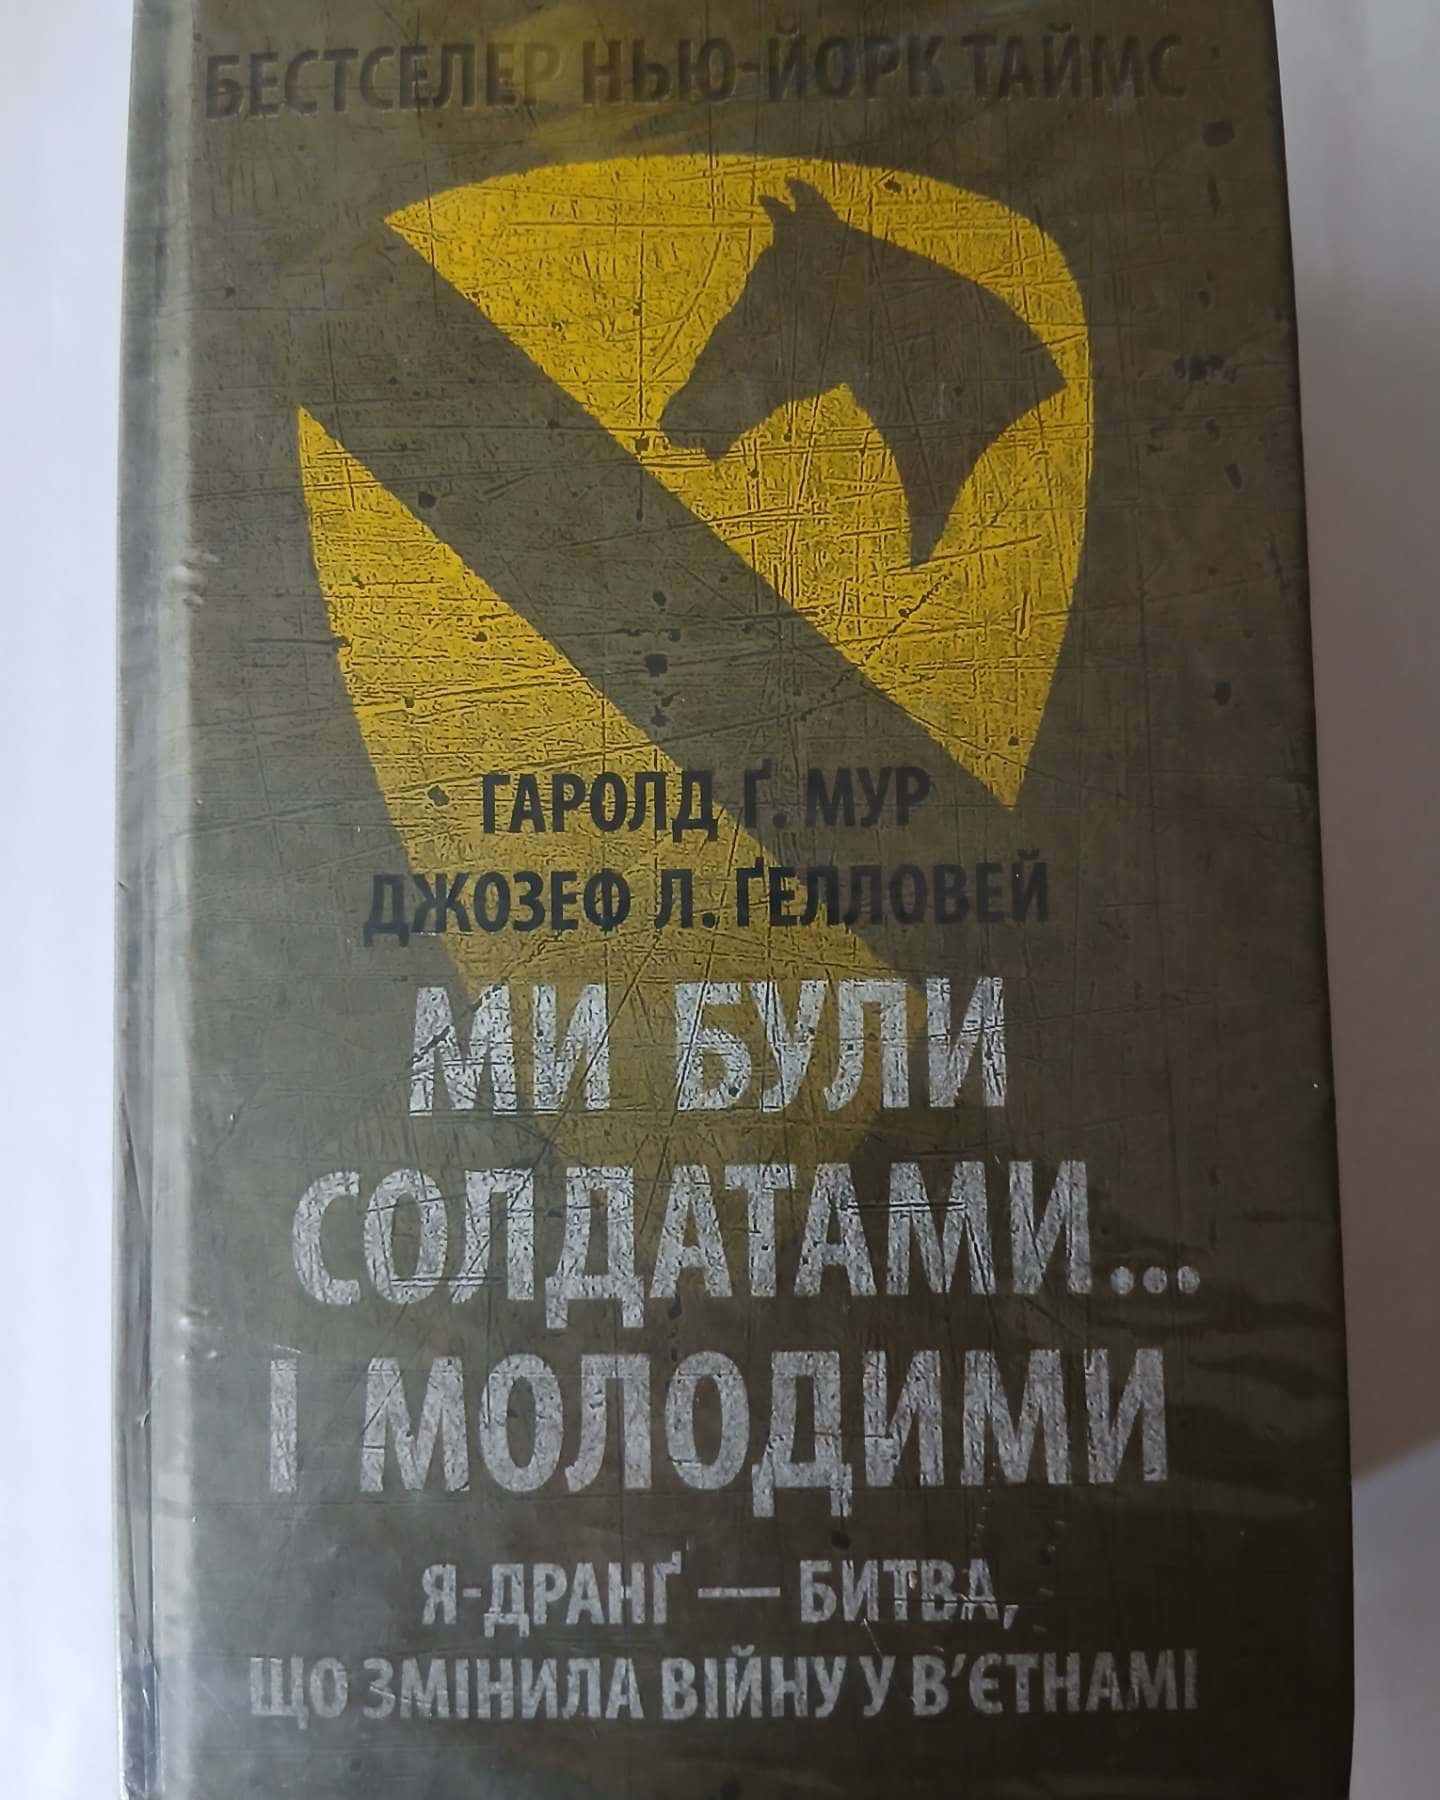 БЕСТСЕЛЕР НЬЮ-ЙОРК ТАЙМС
ГАРОЛД Ґ. МУР
ДЖОЗЕФ Л. ҐЕЛЛОВЕЙ
МИ БУЛИ
СОЛДАТАМИ...
І МОЛОДИМИ
Я-ДРАНҐ — БИТВА,
ЩО ЗМІНИЛА ВІЙНУ У В’ЄТНАМІ